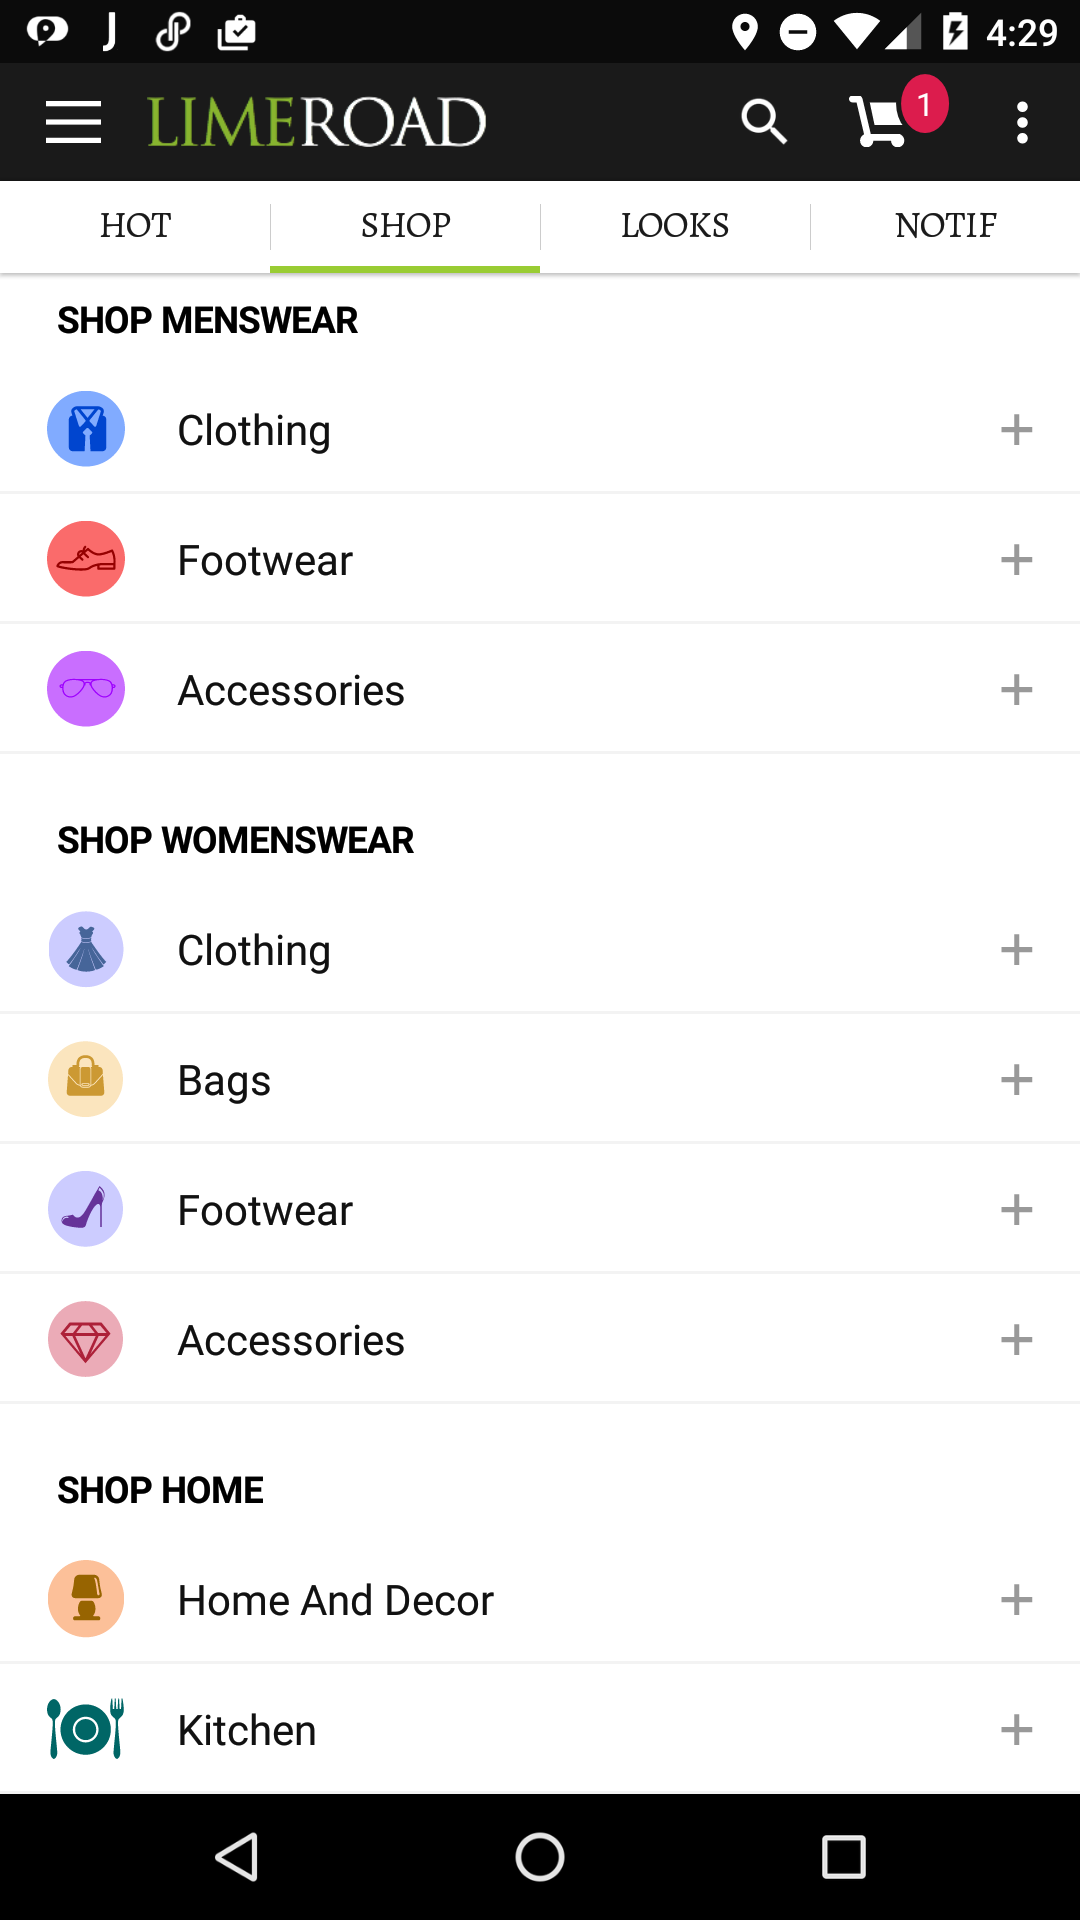 4:29
LIMEROAD
1
HOT SHOP LOOKS NOTIF
SHOP MENSWEAR
Clothing +
Footwear +
Accessories +
SHOP WOMENSWEAR
Clothing +
Bags +
Footwear +
Accessories +
SHOP HOME
Home And Decor +
Kitchen +